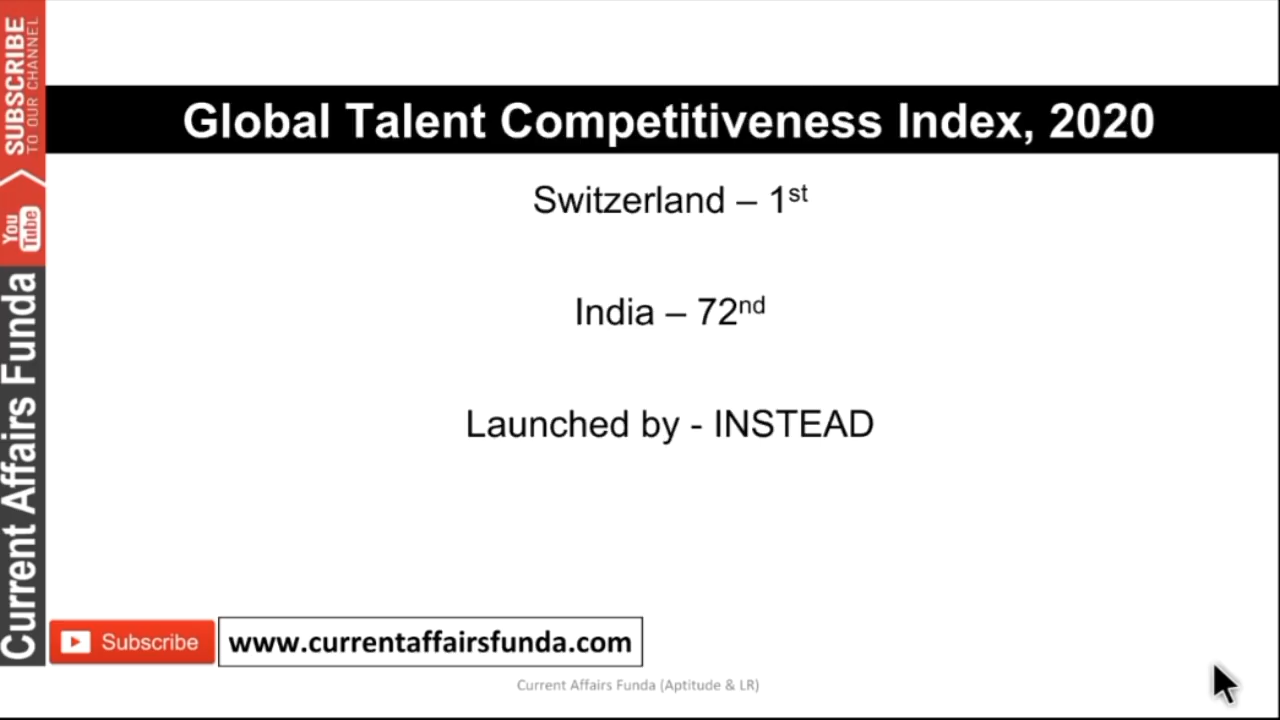 Global Talent Competitiveness Index, 2020
Switzerland – 1st
India – 72nd
Launched by - INSTEAD
SUBSCRIBE
TO OUR CHANNEL
You
Tube
Current Affairs Funda
Subscribe
www.currentaffairsfunda.com
Current Affairs Funda (Aptitude & LR)